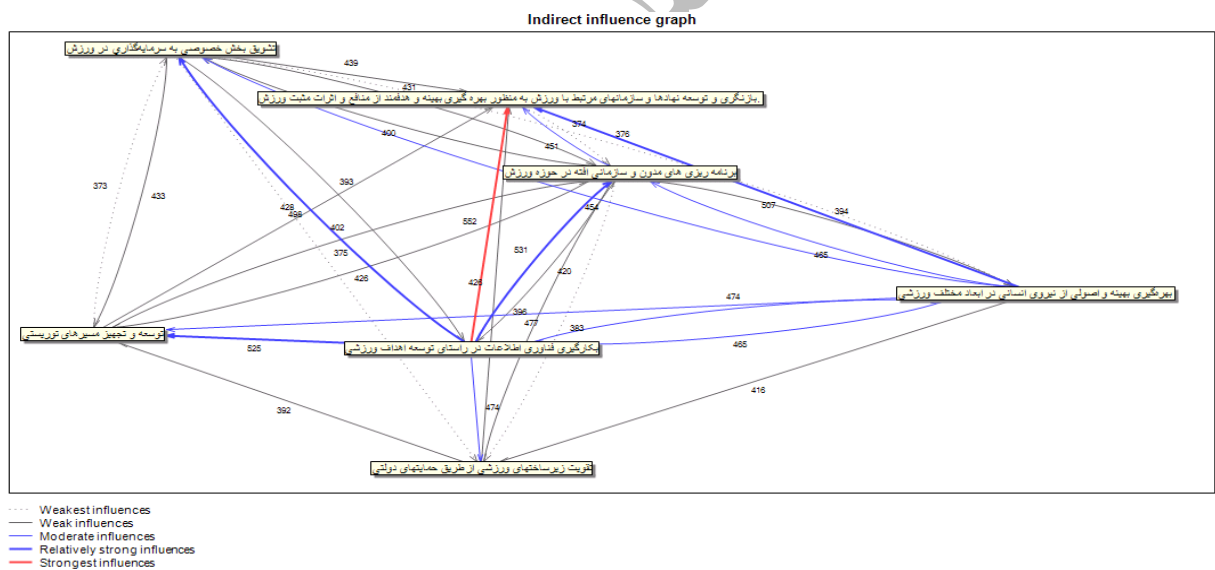 Indirect influence graph
تشویق بخش خصوصی به سرمایه‌گذاری در ورزش
439
431
بازنگری و توسعه نهادها و سازمانهای مرتبط با ورزش به منظور بهره گیری بهینه و هدفمند از منافع و اثرات مثبت ورزش.
374
376
400
451
برنامه ریزی های مدون و سازمانی افته در حوزه ورزش
373
393
433
507
394
428
454
402
552
375
531
465
426
420
426
بهره‌گیری بهینه و اصولی از نیروی انسانی در ابعاد مختلف ورزشی
474
396
477
383
توسعه و تجهیز مسیرهای توریستی
بکارگیری فناوری اطلاعات در راستای توسعه اهداف ورزشی
525
465
416
392
474
تقویت زیرساختهای ورزشی از طریق حمایتهای دولتی
Weakest influences
Weak influences
Moderate influences
Relatively strong influences
Strongest influences